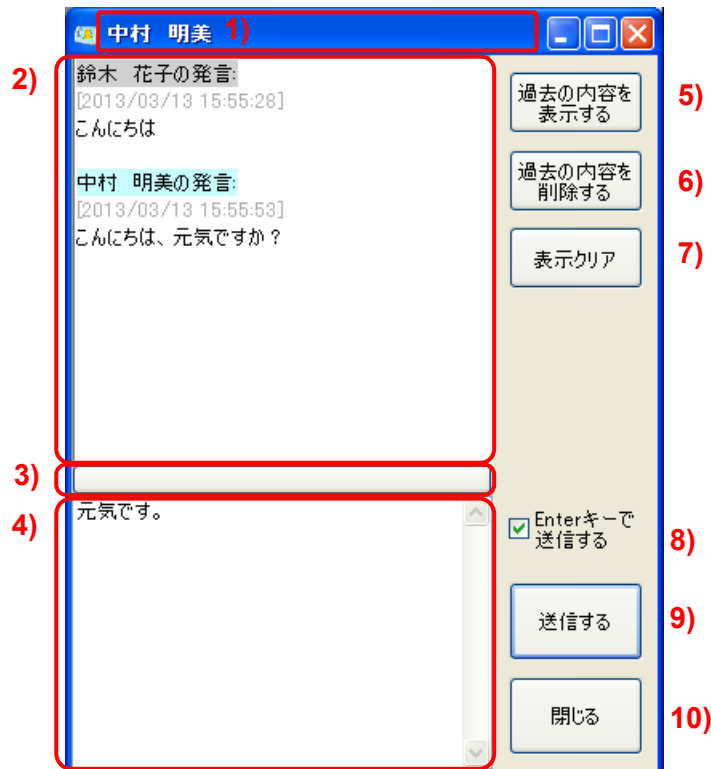 中村　明美 1)
2)
鈴木　花子の発言:
[2013/03/13 15:55:28]
こんにちは
中村　明美の発言:
[2013/03/13 15:55:53]
こんにちは、元気ですか？
過去の内容を
表示する
5)
過去の内容を
削除する
6)
表示クリア
7)
3)
4)
元気です。
Enterキーで
送信する
8)
送信する
9)
閉じる
10)